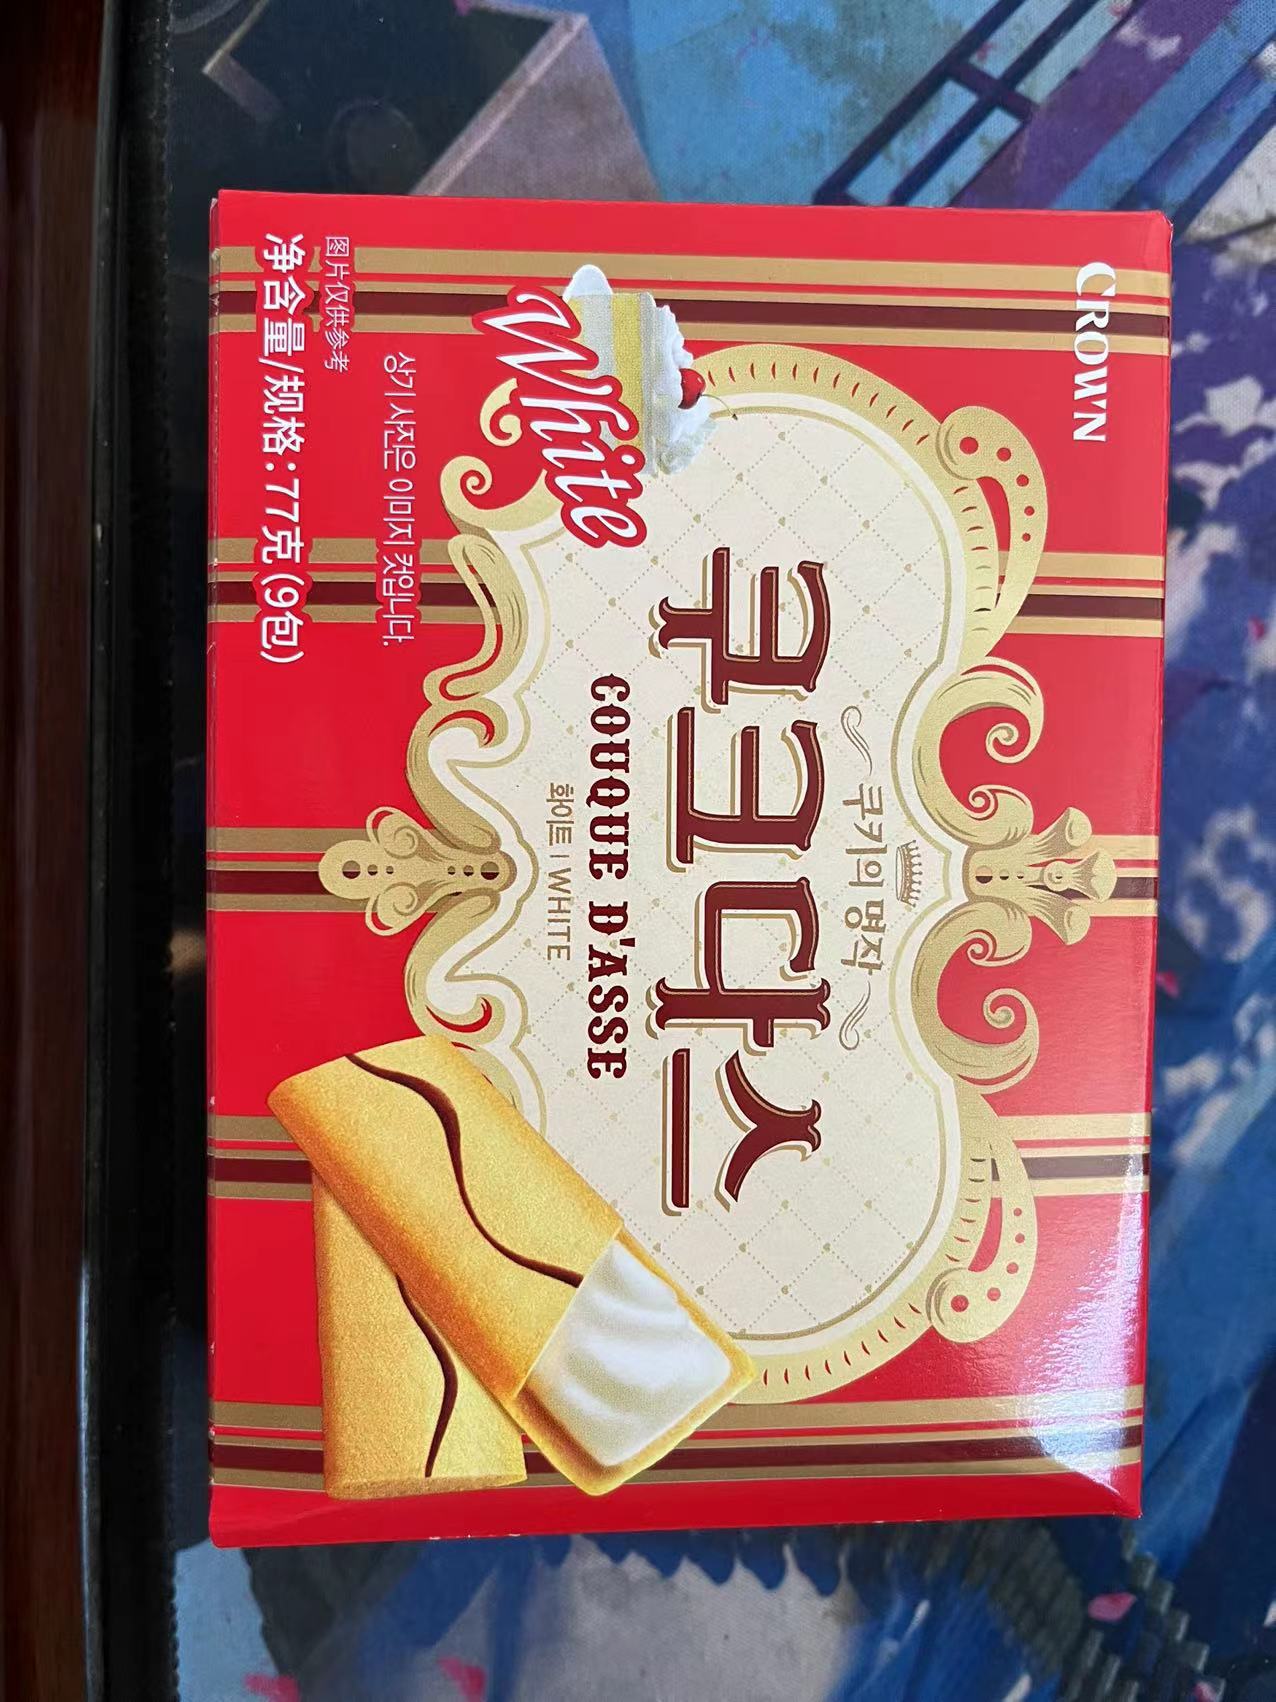 CROWN
쿠키의 명작
쿠크다스
COUQUE D'ASSE
화이트 | WHITE
White
상기 사진은 이미지 컷입니다.
图片仅供参考
净含量/规格:77克(9包)